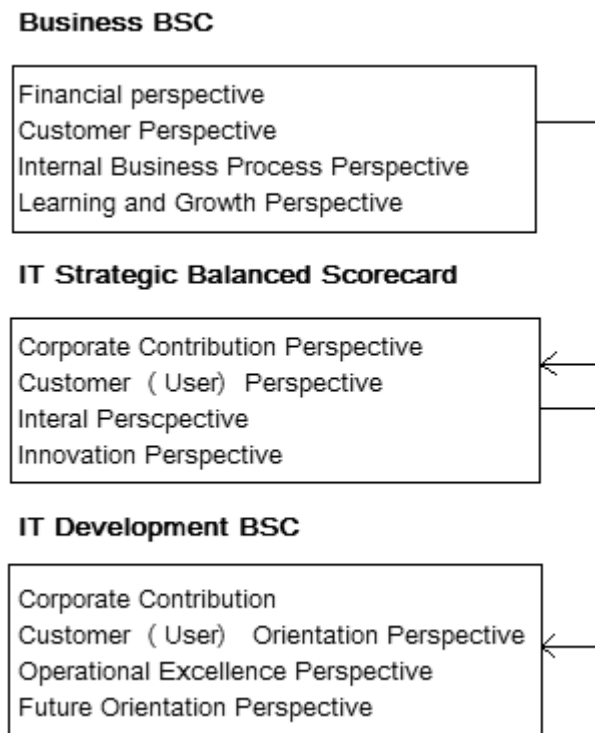 Business BSC
Financial perspective
Customer Perspective
Internal Business Process Perspective
Learning and Growth Perspective
IT Strategic Balanced Scorecard
Corporate Contribution Perspective
Customer （User） Perspective
Interal Perscpective
Innovation Perspective
IT Development BSC
Corporate Contribution
Customer （User） Orientation Perspective
Operational Excellence Perspective
Future Orientation Perspective